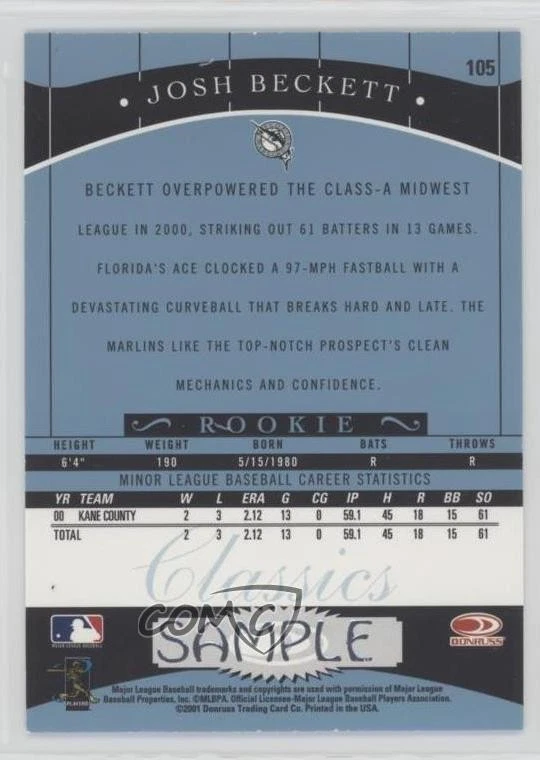 105
JOSH BECKETT
BECKETT OVERPOWERED THE CLASS-A MIDWEST
LEAGUE IN 2000, STRIKING OUT 61 BATTERS IN 13 GAMES.
FLORIDA'S ACE CLOCKED A 97-MPH FASTBALL WITH A
DEVASTATING CURVEBALL THAT BREAKS HARD AND LATE. THE
MARLINS LIKE THE TOP-NOTCH PROSPECT'S CLEAN
MECHANICS AND CONFIDENCE.
ROOKIE
HEIGHT WEIGHT BORN BATS THROWS
6'4" 190 5/15/1980 R R
MINOR LEAGUE BASEBALL CAREER STATISTICS
YR TEAM W L ERA G CG IP H R BB SO
00 KANE COUNTY 2 3 2.12 13 0 59.1 45 18 15 61
TOTAL 2 3 2.12 13 0 59.1 45 18 15 61
Classics
COMC
SAMPLE
MAJOR LEAGUE BASEBALL
DONRUSS
PLAYERS
Major League Baseball trademarks and copyrights are used with permission of Major League
Baseball Properties, Inc. ©MLBPA. Official Licensee-Major League Baseball Players Association.
©2001 Donruss Trading Card Co. Printed in the USA.